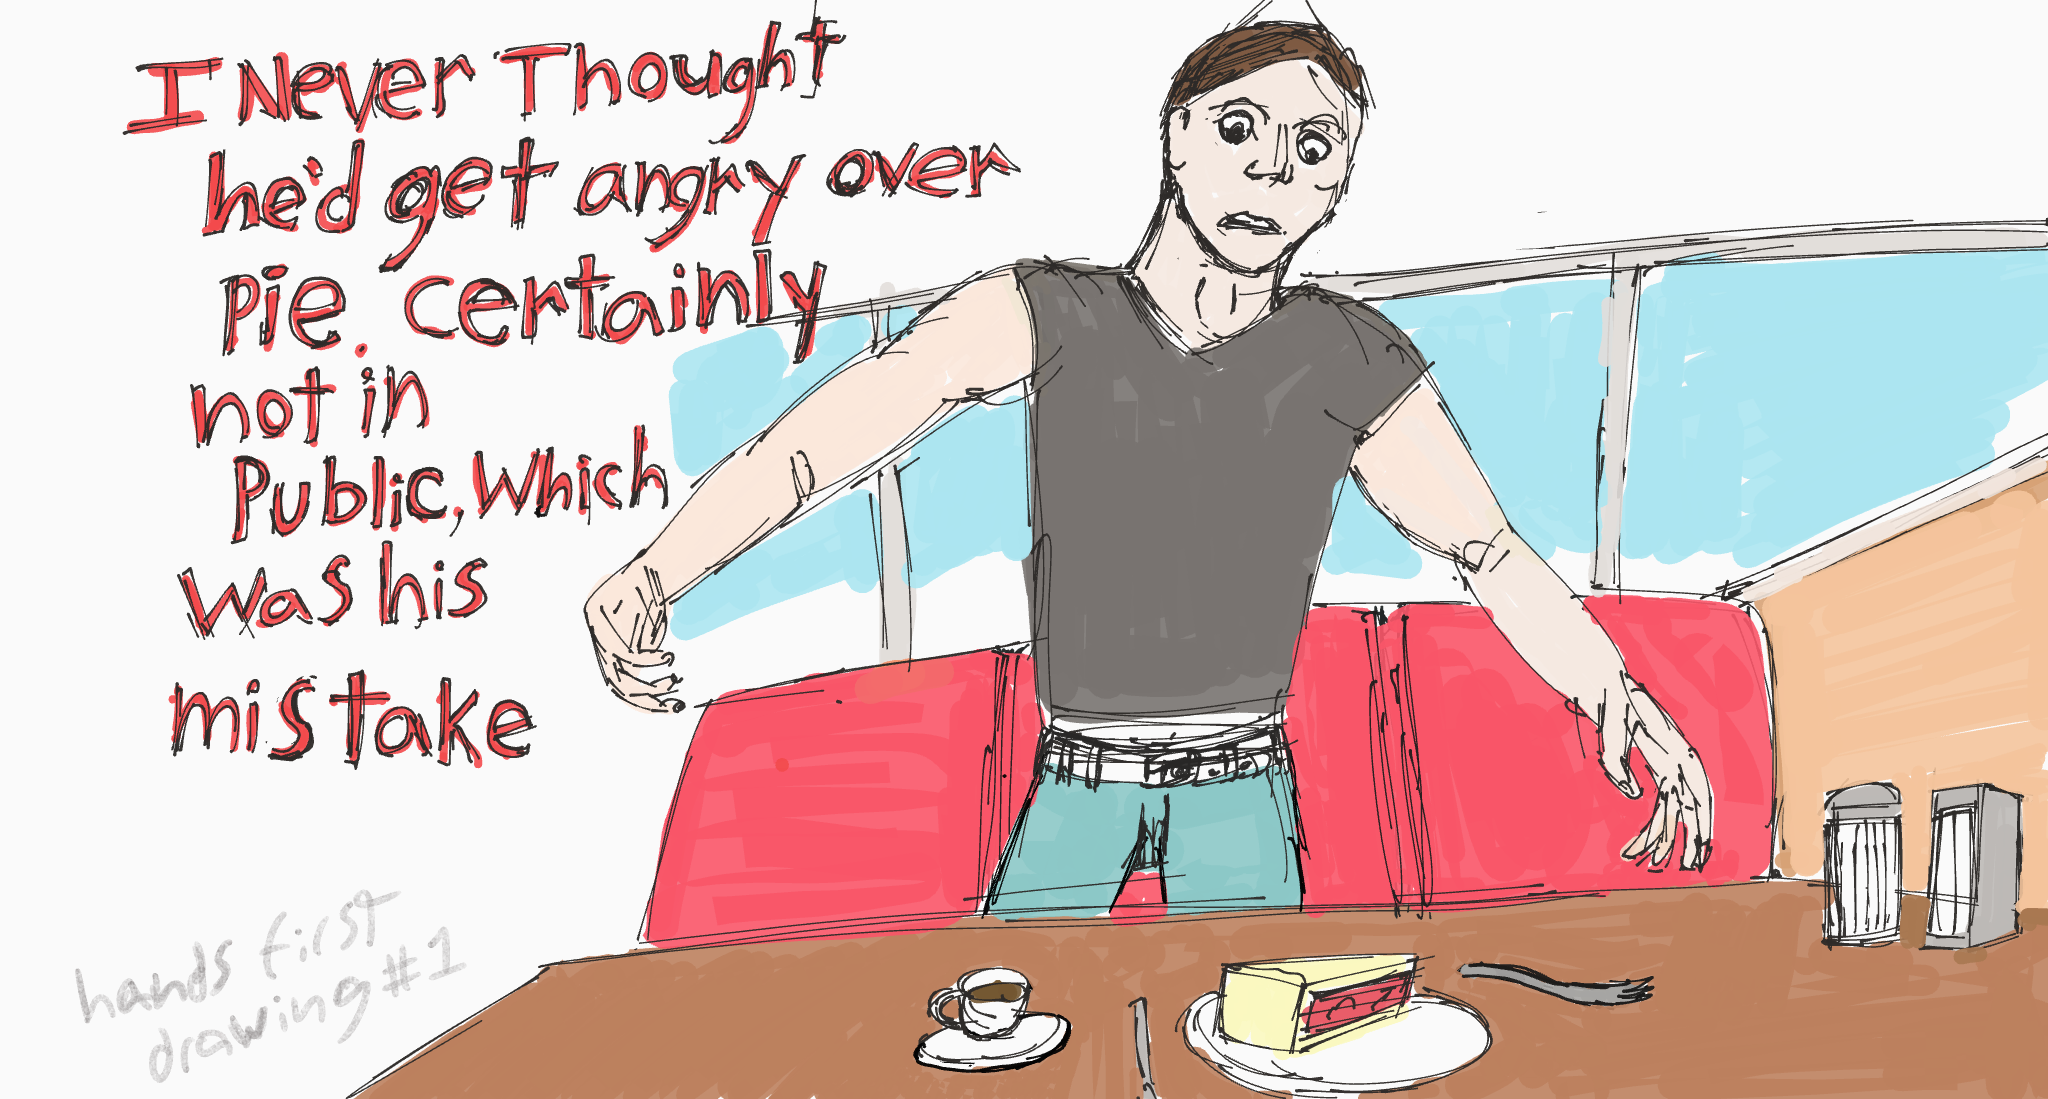 I Never Thought
he'd get angry over
pie. certainly
not in
Public, Which
Was his
mistake
hands first
drawing #1